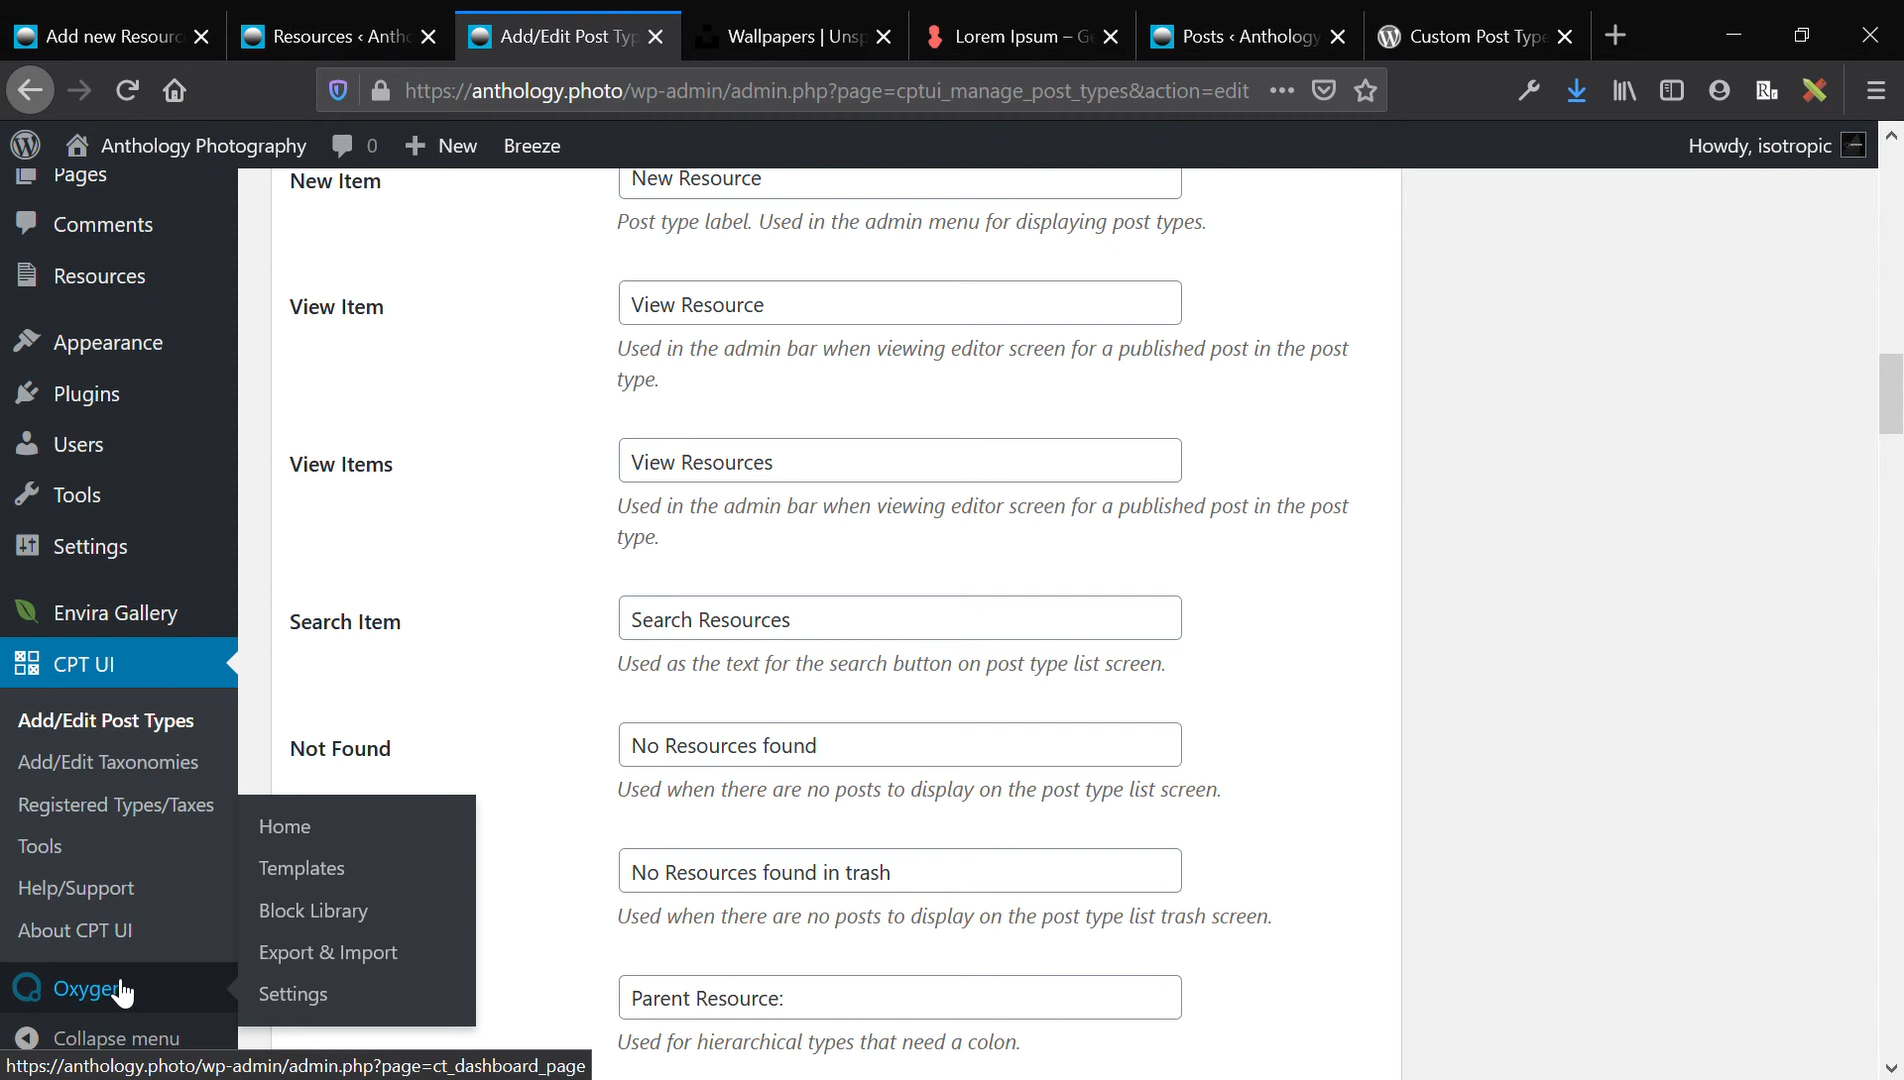 Add new Resourc
Resources ‹ Anth
Add/Edit Post Typ
Wallpapers | Uns
Lorem Ipsum – G
Posts ‹ Anthology
Custom Post Type
https://anthology.photo/wp-admin/admin.php?page=cptui_manage_post_types&action=edit
Anthology Photography
0
New
Breeze
Howdy, isotropic
Pages
Comments
Resources
Appearance
Plugins
Users
Tools
Settings
Envira Gallery
CPT UI
Add/Edit Post Types
Add/Edit Taxonomies
Registered Types/Taxes
Tools
Help/Support
About CPT UI
Oxygen
Collapse menu
Home
Templates
Block Library
Export & Import
Settings
New Item
New Resource
Post type label. Used in the admin menu for displaying post types.
View Item
View Resource
Used in the admin bar when viewing editor screen for a published post in the post
type.
View Items
View Resources
Used in the admin bar when viewing editor screen for a published post in the post
type.
Search Item
Search Resources
Used as the text for the search button on post type list screen.
Not Found
No Resources found
Used when there are no posts to display on the post type list screen.
No Resources found in trash
Used when there are no posts to display on the post type list trash screen.
Parent Resource:
Used for hierarchical types that need a colon.
https://anthology.photo/wp-admin/admin.php?page=ct_dashboard_page